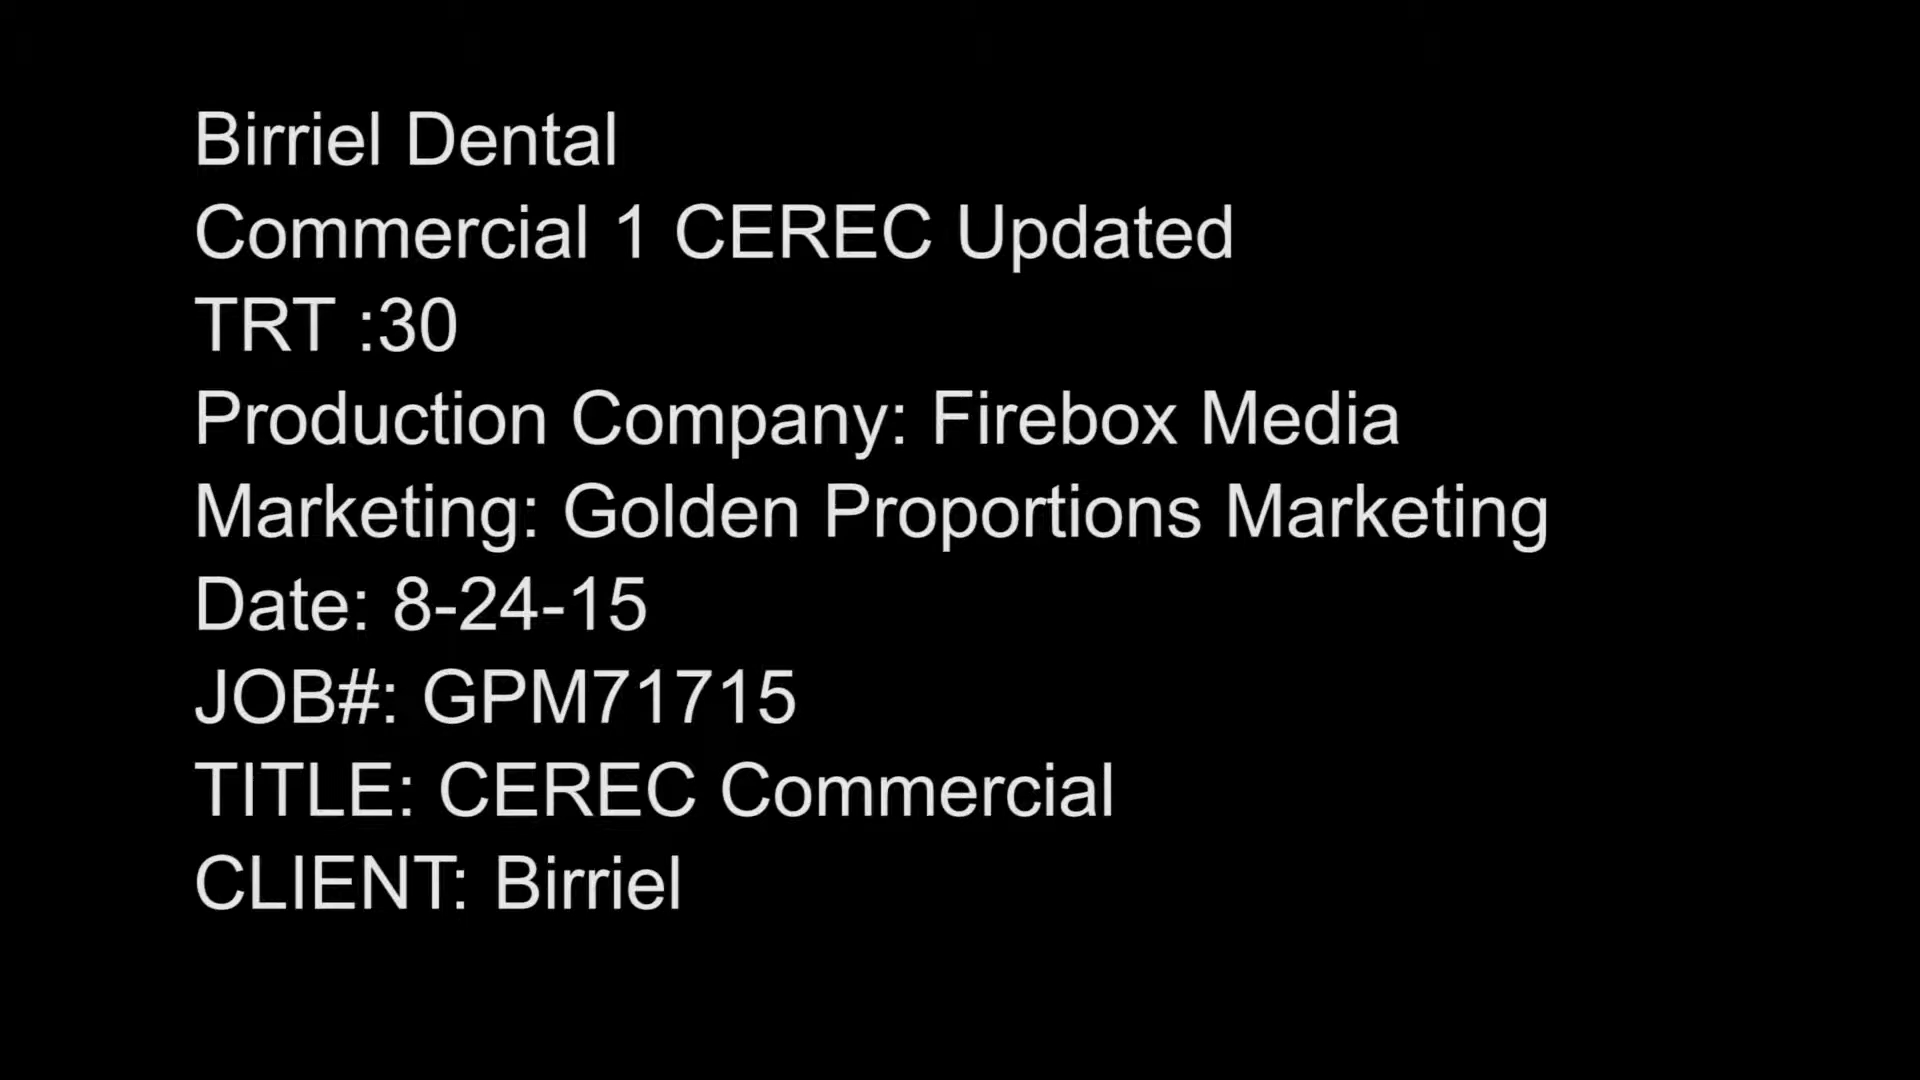 Birriel Dental
Commercial 1 CEREC Updated
TRT :30
Production Company: Firebox Media
Marketing: Golden Proportions Marketing
Date: 8-24-15
JOB#: GPM71715
TITLE: CEREC Commercial
CLIENT: Birriel